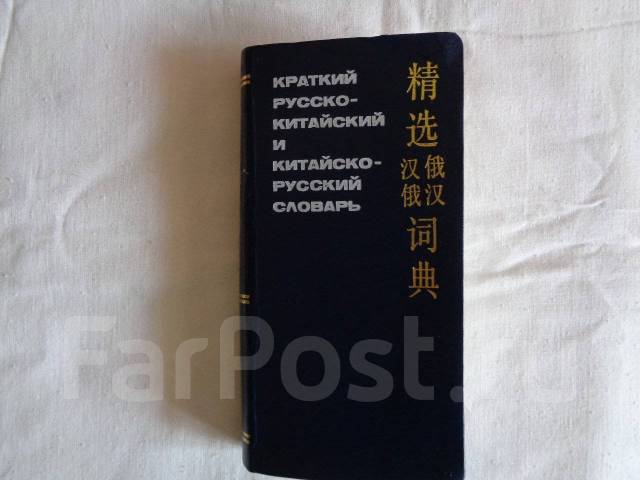 КРАТКИЙ
РУССКО-
КИТАЙСКИЙ
И
КИТАЙСКО-
РУССКИЙ
СЛОВАРЬ
精选
俄汉
汉俄
词典
FarPost.ru